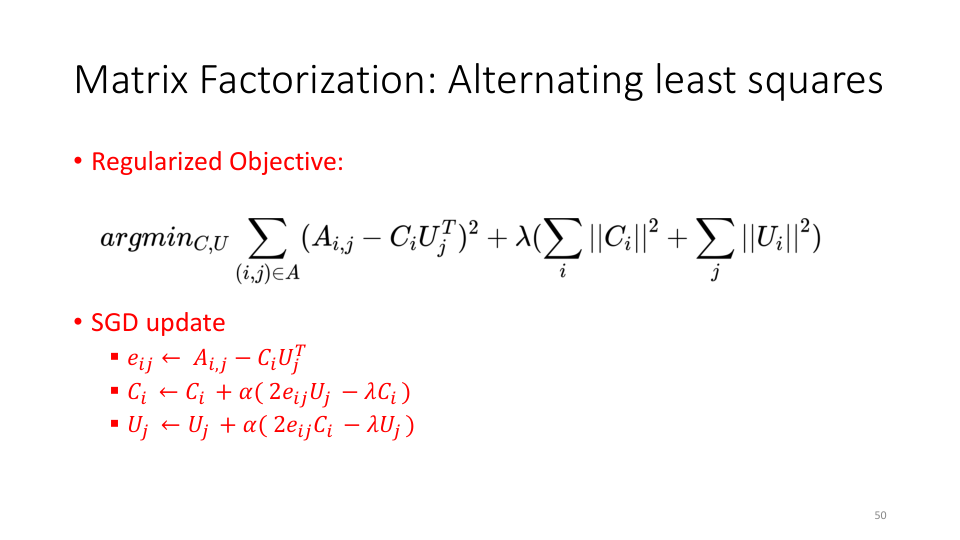 Matrix Factorization: Alternating least squares
• Regularized Objective:
$argmin_{C,U} \sum_{(i,j)\in A} (A_{i,j} - C_i U_j^T)^2 + \lambda(\sum_i ||C_i||^2 + \sum_j ||U_i||^2)$
• SGD update
▪ $e_{ij} \leftarrow A_{i,j} - C_i U_j^T$
▪ $C_i \leftarrow C_i + \alpha( 2e_{ij}U_j - \lambda C_i )$
▪ $U_j \leftarrow U_j + \alpha( 2e_{ij}C_i - \lambda U_j )$
50